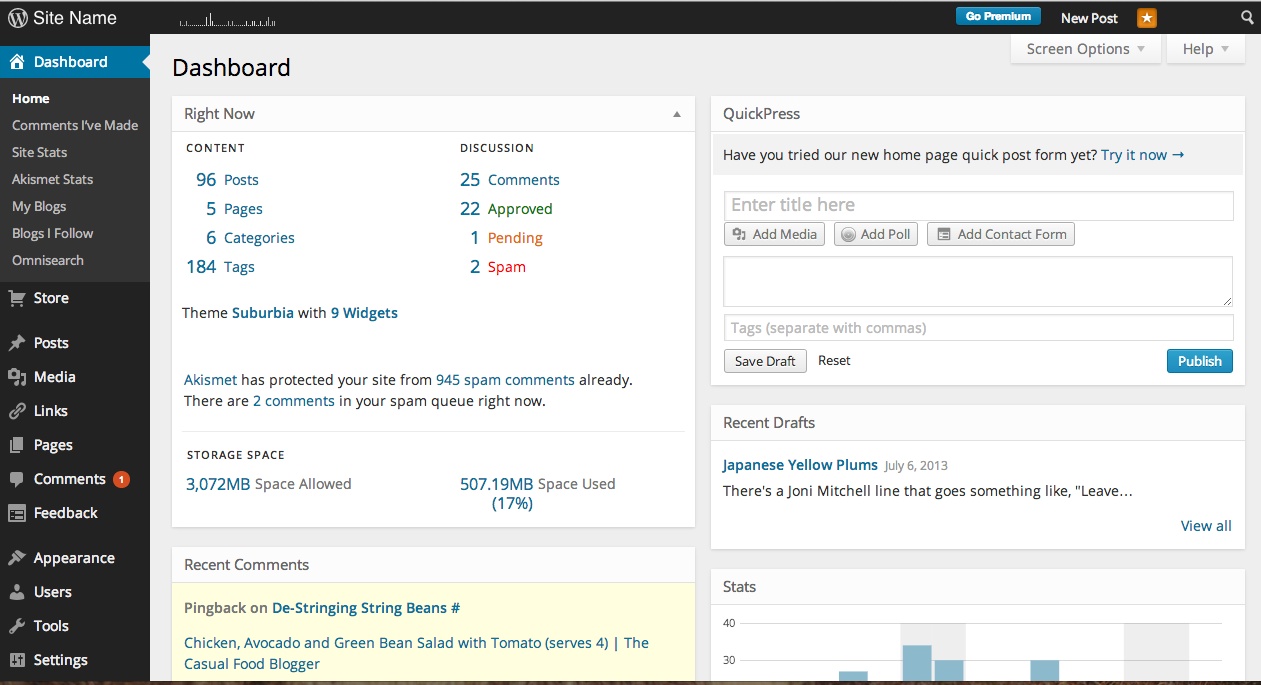 Site Name
Go Premium
New Post
Dashboard
Home
Comments I've Made
Site Stats
Akismet Stats
My Blogs
Blogs I Follow
Omnisearch
Store
Posts
Media
Links
Pages
Comments 1
Feedback
Appearance
Users
Tools
Settings
Screen Options
Help
Dashboard
Right Now
CONTENT
96 Posts
5 Pages
6 Categories
184 Tags
DISCUSSION
25 Comments
22 Approved
1 Pending
2 Spam
Theme Suburbia with 9 Widgets
Akismet has protected your site from 945 spam comments already.
There are 2 comments in your spam queue right now.
STORAGE SPACE
3,072MB Space Allowed
507.19MB Space Used
(17%)
Recent Comments
Pingback on De-Stringing String Beans #
Chicken, Avocado and Green Bean Salad with Tomato (serves 4) | The
Casual Food Blogger
QuickPress
Have you tried our new home page quick post form yet? Try it now →
Enter title here
Add Media
Add Poll
Add Contact Form
Tags (separate with commas)
Save Draft
Reset
Publish
Recent Drafts
Japanese Yellow Plums July 6, 2013
There's a Joni Mitchell line that goes something like, "Leave…
View all
Stats
40
30